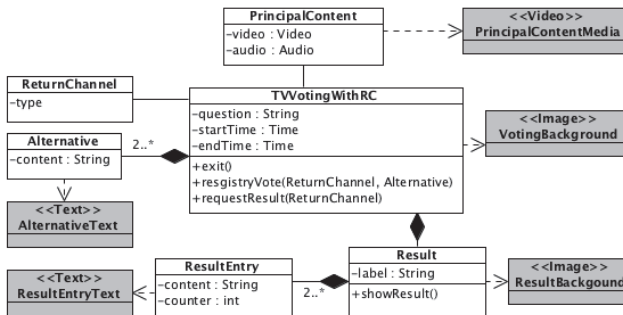 PrincipalContent
-video : Video
-audio : Audio
<<Video>>
PrincipalContentMedia
ReturnChannel
-type
TVVotingWithRC
-question : String
-startTime : Time
-endTime : Time
+exit()
+resgistryVote(ReturnChannel, Alternative)
+requestResult(ReturnChannel)
<<Image>>
VotingBackground
Alternative
-content : String
2..*
<<Text>>
AlternativeText
Result
-label : String
+showResult()
<<Image>>
ResultBackgound
ResultEntry
-content : String
-counter : int
2..*
<<Text>>
ResultEntryText